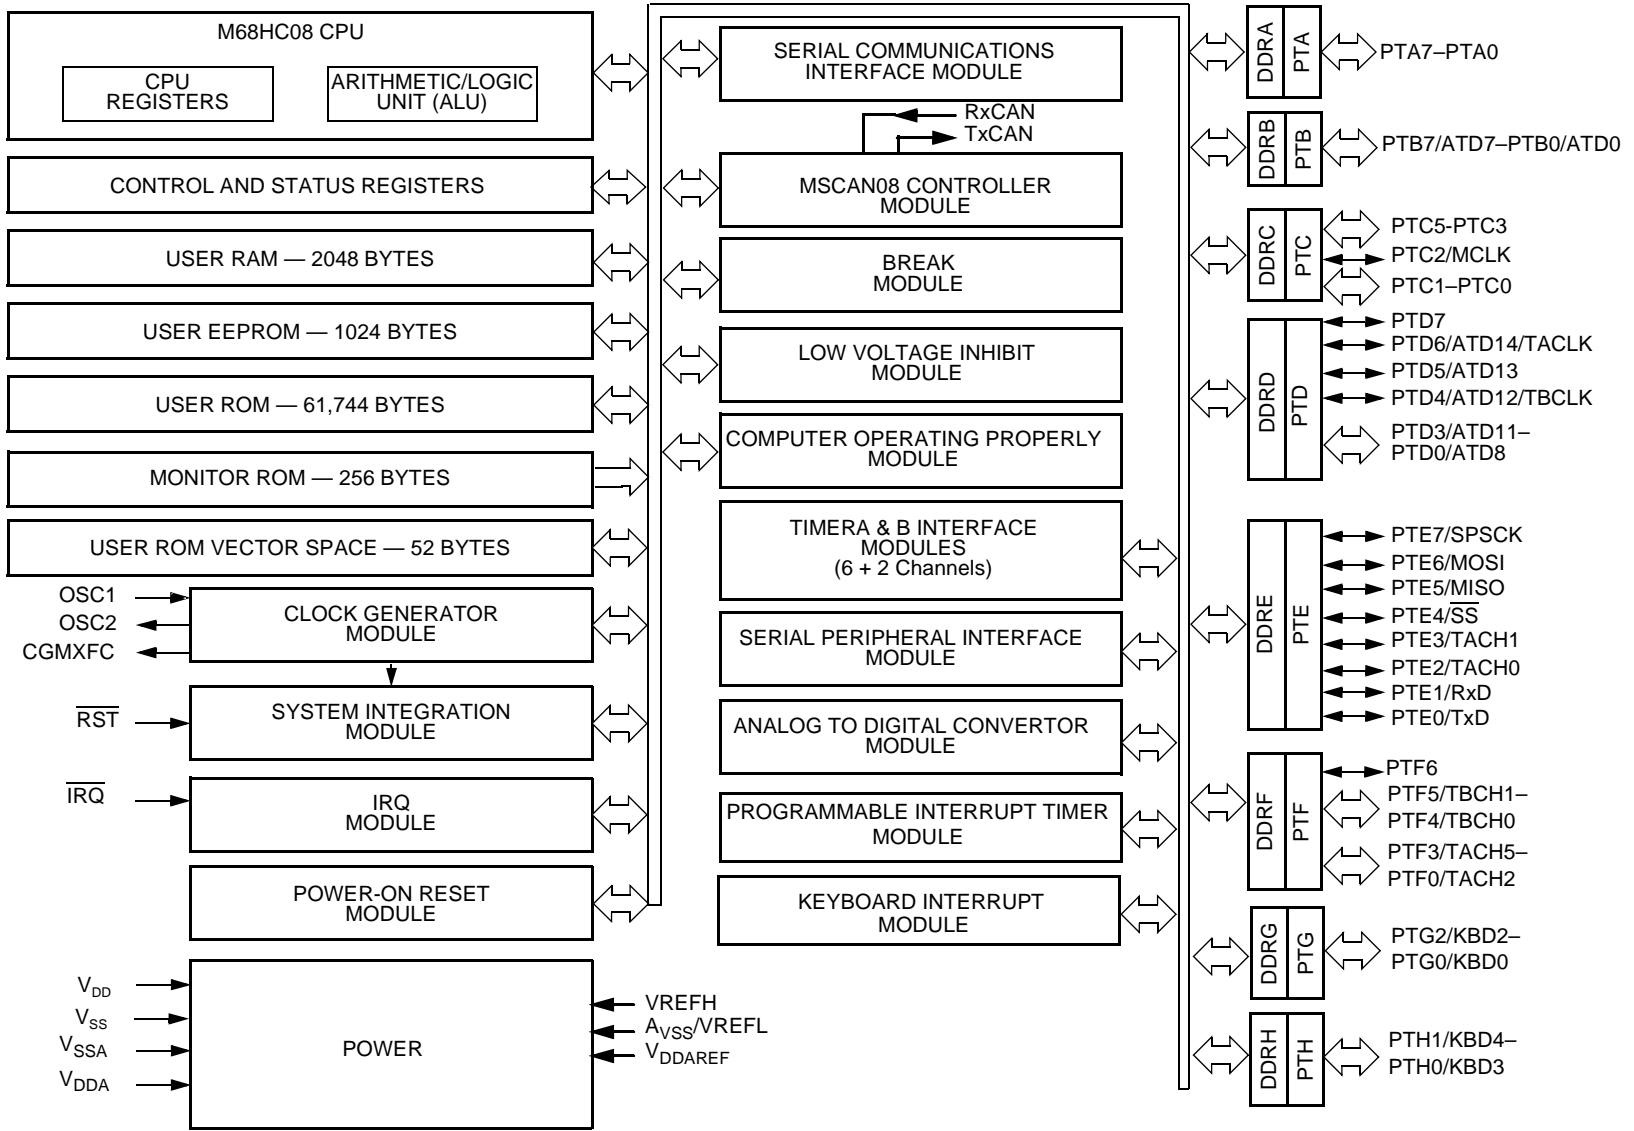 M68HC08 CPU
CPU
REGISTERS
ARITHMETIC/LOGIC
UNIT (ALU)
CONTROL AND STATUS REGISTERS
USER RAM — 2048 BYTES
USER EEPROM — 1024 BYTES
USER ROM — 61,744 BYTES
MONITOR ROM — 256 BYTES
USER ROM VECTOR SPACE — 52 BYTES
OSC1
OSC2
CGMXFC
CLOCK GENERATOR
MODULE
RST
SYSTEM INTEGRATION
MODULE
IRQ
IRQ
MODULE
POWER-ON RESET
MODULE
VDD
VSS
VSSA
VDDA
POWER
VREFH
AVSS/VREFL
VDDAREF
SERIAL COMMUNICATIONS
INTERFACE MODULE
RxCAN
TxCAN
MSCAN08 CONTROLLER
MODULE
BREAK
MODULE
LOW VOLTAGE INHIBIT
MODULE
COMPUTER OPERATING PROPERLY
MODULE
TIMERA & B INTERFACE
MODULES
(6 + 2 Channels)
SERIAL PERIPHERAL INTERFACE
MODULE
ANALOG TO DIGITAL CONVERTOR
MODULE
PROGRAMMABLE INTERRUPT TIMER
MODULE
KEYBOARD INTERRUPT
MODULE
DDRA
PTA
PTA7–PTA0
DDRB
PTB
PTB7/ATD7–PTB0/ATD0
DDRC
PTC
PTC5-PTC3
PTC2/MCLK
PTC1–PTC0
DDRD
PTD
PTD7
PTD6/ATD14/TACLK
PTD5/ATD13
PTD4/ATD12/TBCLK
PTD3/ATD11–
PTD0/ATD8
DDRE
PTE
PTE7/SPSCK
PTE6/MOSI
PTE5/MISO
PTE4/SS
PTE3/TACH1
PTE2/TACH0
PTE1/RxD
PTE0/TxD
DDRF
PTF
PTF6
PTF5/TBCH1–
PTF4/TBCH0
PTF3/TACH5–
PTF0/TACH2
DDRG
PTG
PTG2/KBD2–
PTG0/KBD0
DDRH
PTH
PTH1/KBD4–
PTH0/KBD3